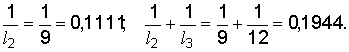 1/l₂ = 1/9 = 0,1111; 1/l₂ + 1/l₃ = 1/9 + 1/12 = 0,1944.